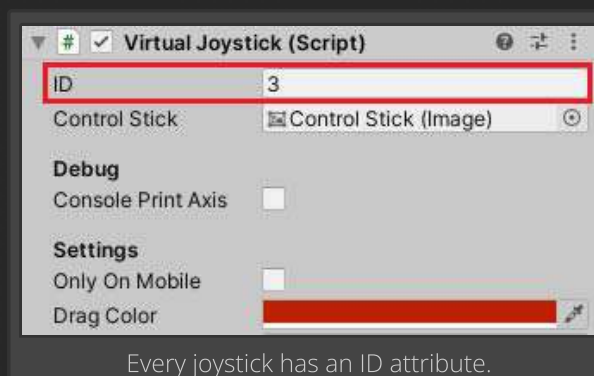 Virtual Joystick (Script)
ID 3
Control Stick Control Stick (Image)
Debug
Console Print Axis
Settings
Only On Mobile
Drag Color
Every joystick has an ID attribute.